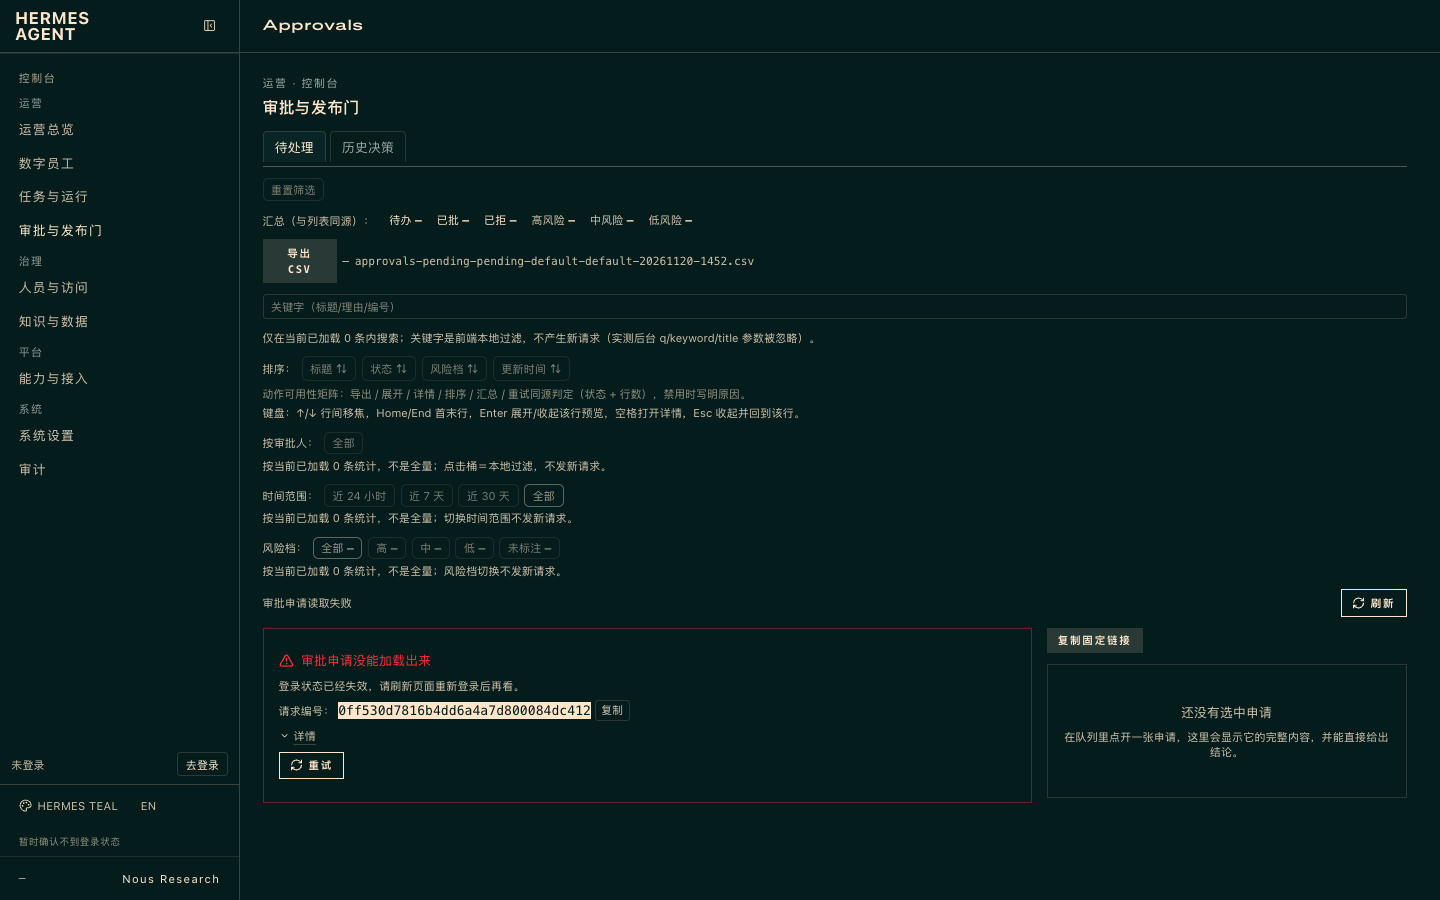 HERMES
AGENT
控制台
运营
运营总览
数字员工
任务与运行
审批与发布门
治理
人员与访问
知识与数据
平台
能力与接入
系统
系统设置
审计
未登录
去登录
HERMES TEAL EN
暂时确认不到登录状态
— Nous Research
Approvals
运营 · 控制台
审批与发布门
待处理 历史决策
重置筛选
汇总（与列表同源）： 待办 — 已批 — 已拒 — 高风险 — 中风险 — 低风险 —
导出
CSV
— approvals-pending-pending-default-default-20261120-1452.csv
关键字（标题/理由/编号）
仅在当前已加载 0 条内搜索；关键字是前端本地过滤，不产生新请求（实测后台 q/keyword/title 参数被忽略）。
排序： 标题 ⇅ 状态 ⇅ 风险档 ⇅ 更新时间 ⇅
动作可用性矩阵：导出 / 展开 / 详情 / 排序 / 汇总 / 重试同源判定（状态 + 行数），禁用时写明原因。
键盘：↑/↓ 行间移焦，Home/End 首末行，Enter 展开/收起该行预览，空格打开详情，Esc 收起并回到该行。
按审批人： 全部
按当前已加载 0 条统计，不是全量；点击桶＝本地过滤，不发新请求。
时间范围： 近 24 小时 近 7 天 近 30 天 全部
按当前已加载 0 条统计，不是全量；切换时间范围不发新请求。
风险档： 全部 — 高 — 中 — 低 — 未标注 —
按当前已加载 0 条统计，不是全量；风险档切换不发新请求。
审批申请读取失败
刷新
审批申请没能加载出来
登录状态已经失效，请刷新页面重新登录后再看。
请求编号： 0ff530d7816b4dd6a4a7d800084dc412 复制
详情
重试
复制固定链接
还没有选中申请
在队列里点开一张申请，这里会显示它的完整内容，并能直接给出
结论。